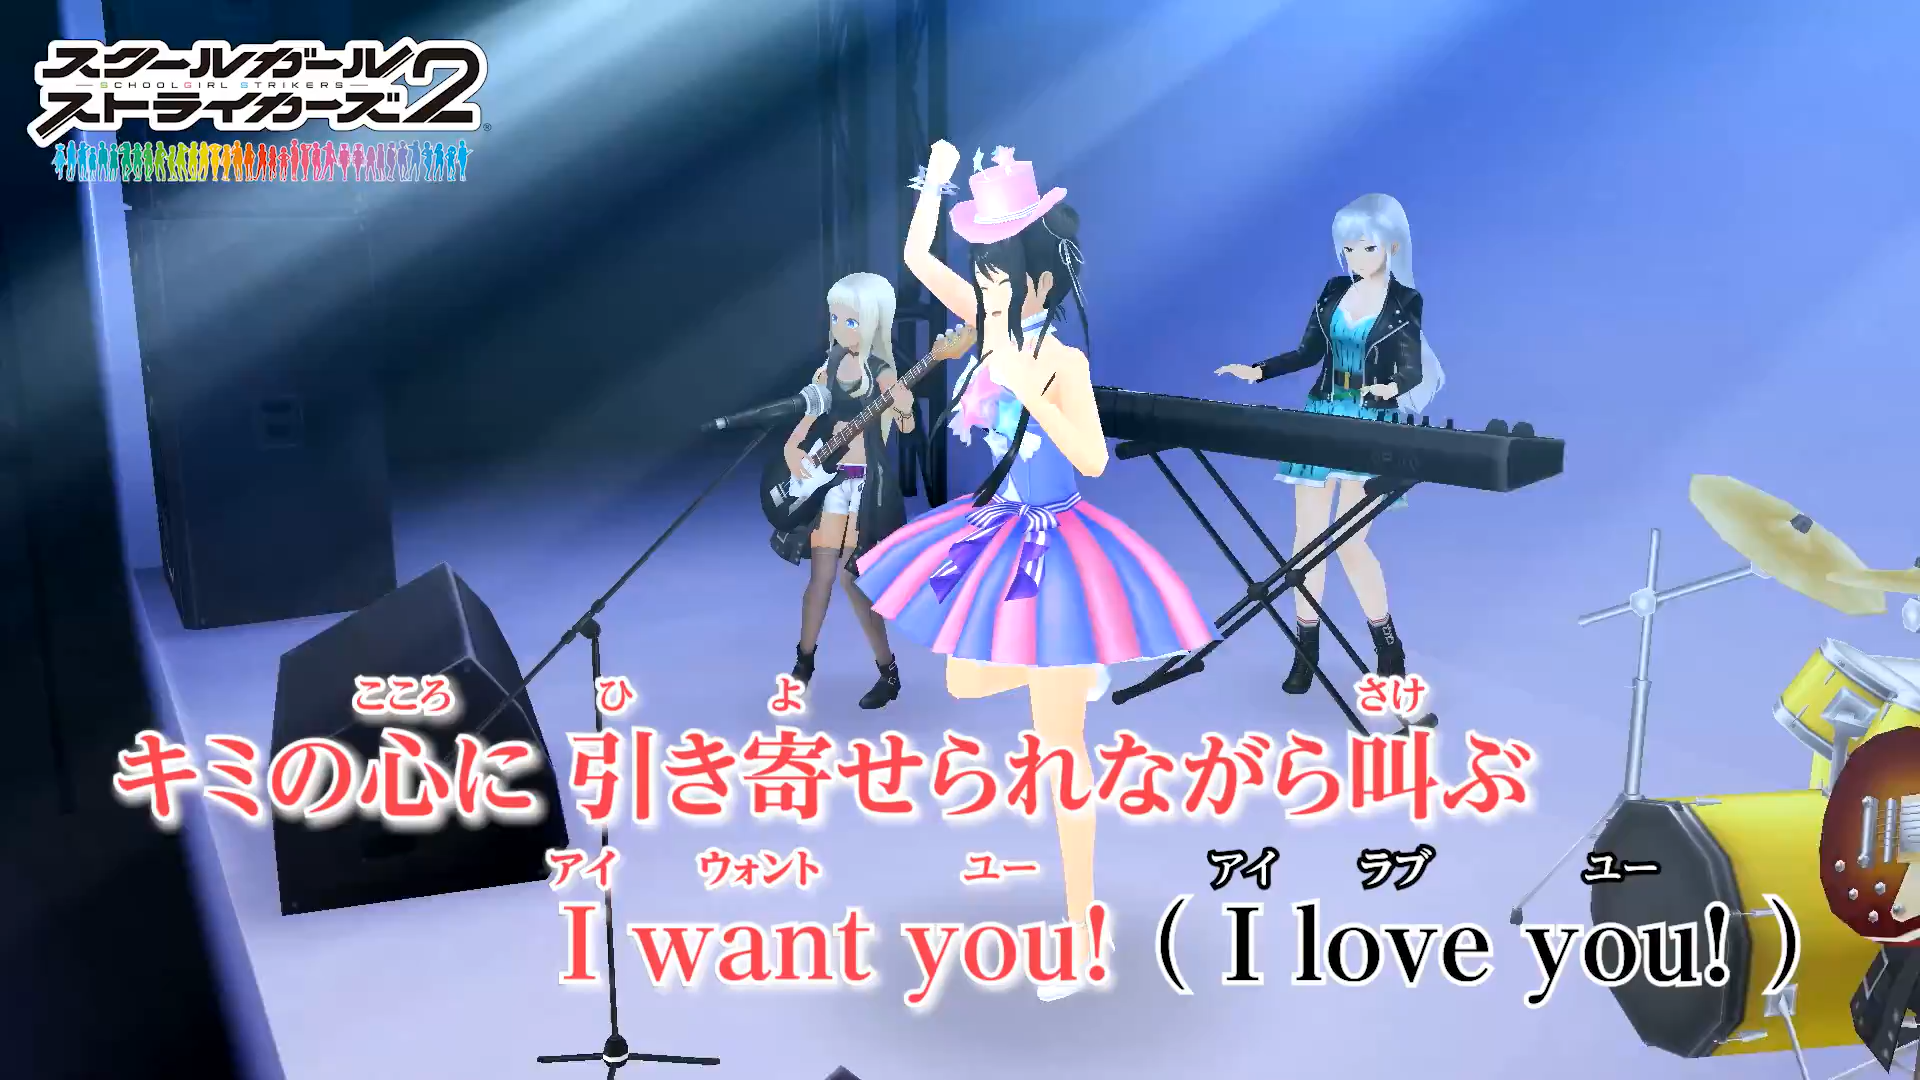 スクールガール
SCHOOLGIRL STRIKERS
ストライカーズ2
こころ ひ よ さけ
キミの心に 引き寄せられながら叫ぶ
アイ ウォント ユー アイ ラブ ユー
I want you! ( I love you! )